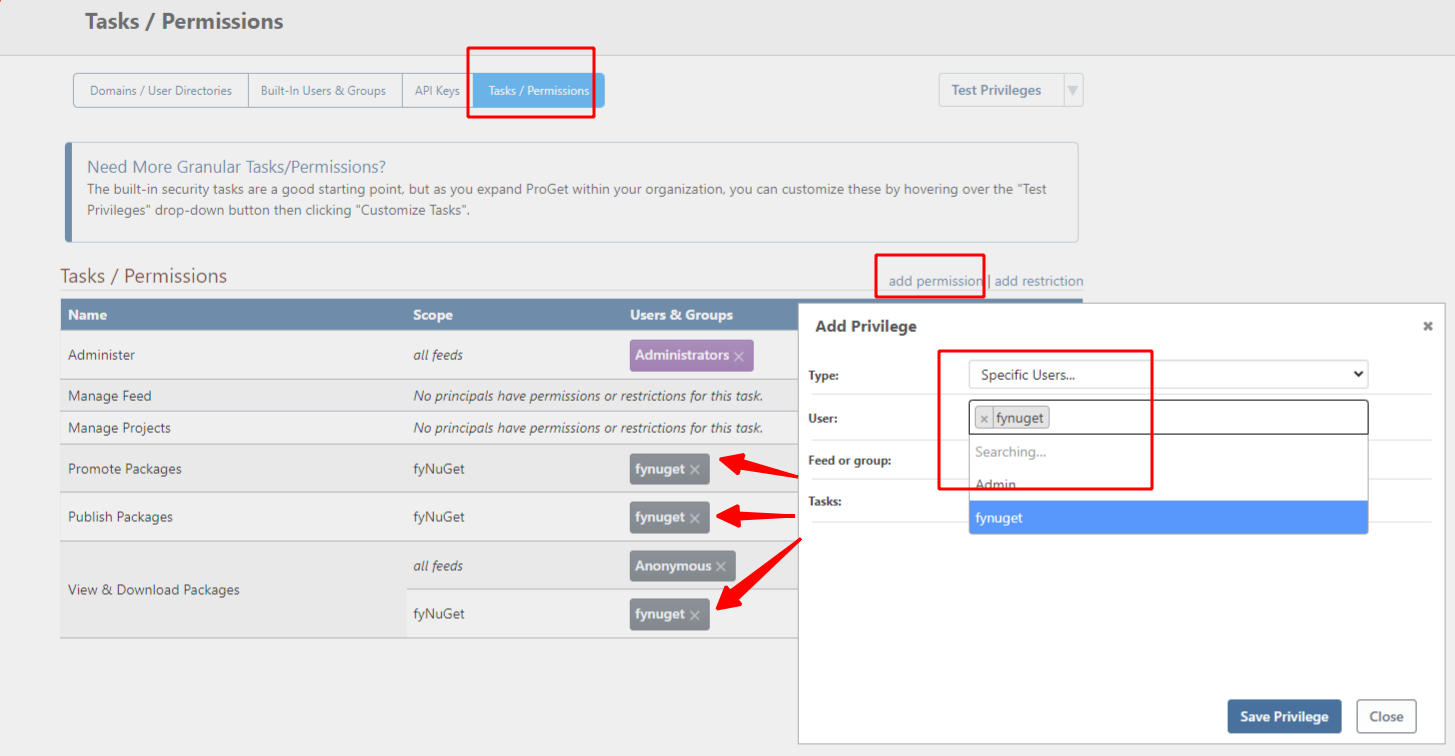 Tasks / Permissions
Domains / User Directories
Built-In Users & Groups
API Keys
Tasks / Permissions
Test Privileges
Need More Granular Tasks/Permissions?
The built-in security tasks are a good starting point, but as you expand ProGet within your organization, you can customize these by hovering over the "Test
Privileges" drop-down button then clicking "Customize Tasks".
Tasks / Permissions
add permission | add restriction
Name Scope Users & Groups
Administer all feeds Administrators ×
Manage Feed No principals have permissions or restrictions for this task.
Manage Projects No principals have permissions or restrictions for this task.
Promote Packages fyNuGet fynuget ×
Publish Packages fyNuGet fynuget ×
View & Download Packages
all feeds Anonymous ×
fyNuGet fynuget ×
Add Privilege ×
Type: Specific Users...
User: × fynuget
Searching...
Feed or group:
Admin
Tasks:
fynuget
Save Privilege Close